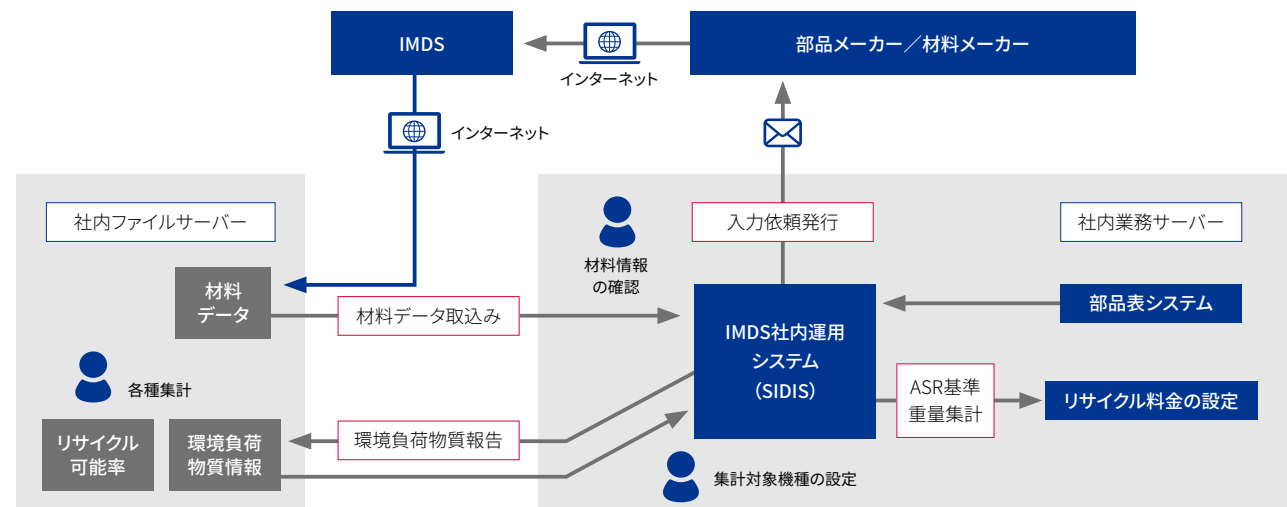 IMDS
インターネット
部品メーカー／材料メーカー
インターネット
社内ファイルサーバー
材料
データ
材料データ取込み
各種集計
リサイクル
可能率
環境負荷
物質情報
環境負荷物質報告
材料情報
の確認
入力依頼発行
社内業務サーバー
IMDS社内運用
システム
（SIDIS）
部品表システム
ASR基準
重量集計
リサイクル料金の設定
集計対象機種の設定